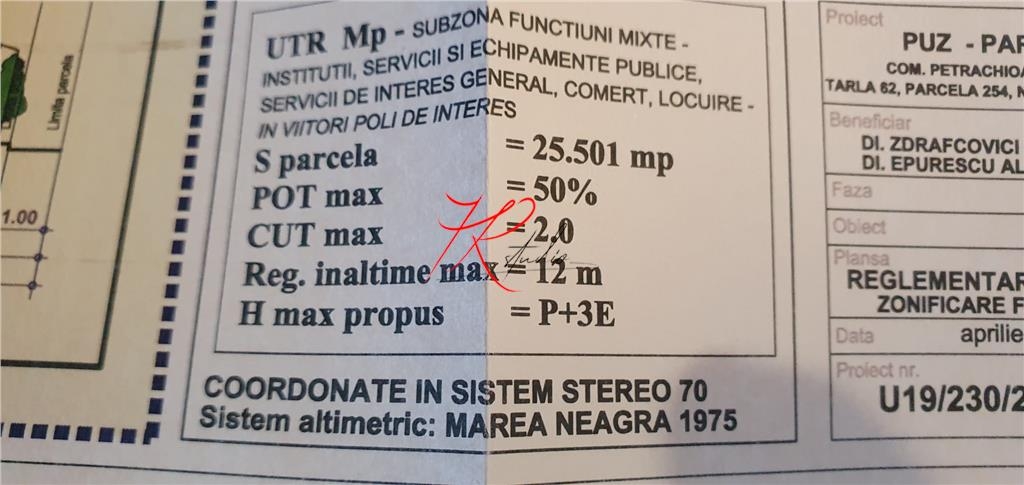 Limita parcela
1.00
UTR Mp - SUBZONA FUNCTIUNI MIXTE -
INSTITUTII, SERVICII SI ECHIPAMENTE PUBLICE,
SERVICII DE INTERES GENERAL, COMERT, LOCUIRE -
IN VIITORI POLI DE INTERES
S parcela = 25.501 mp
POT max = 50%
CUT max = 2.0
Reg. inaltime max = 12 m
H max propus = P+3E
COORDONATE IN SISTEM STEREO 70
Sistem altimetric: MAREA NEAGRA 1975
Proiect
PUZ - PAR
COM. PETRACHIOA
TARLA 62, PARCELA 254, N
Beneficiar
DI. ZDRAFCOVICI
DI. EPURESCU AL
Faza
Obiect
Plansa
REGLEMENTAR
ZONIFICARE F
Data
aprilie
Proiect nr.
U19/230/2
KR
studio